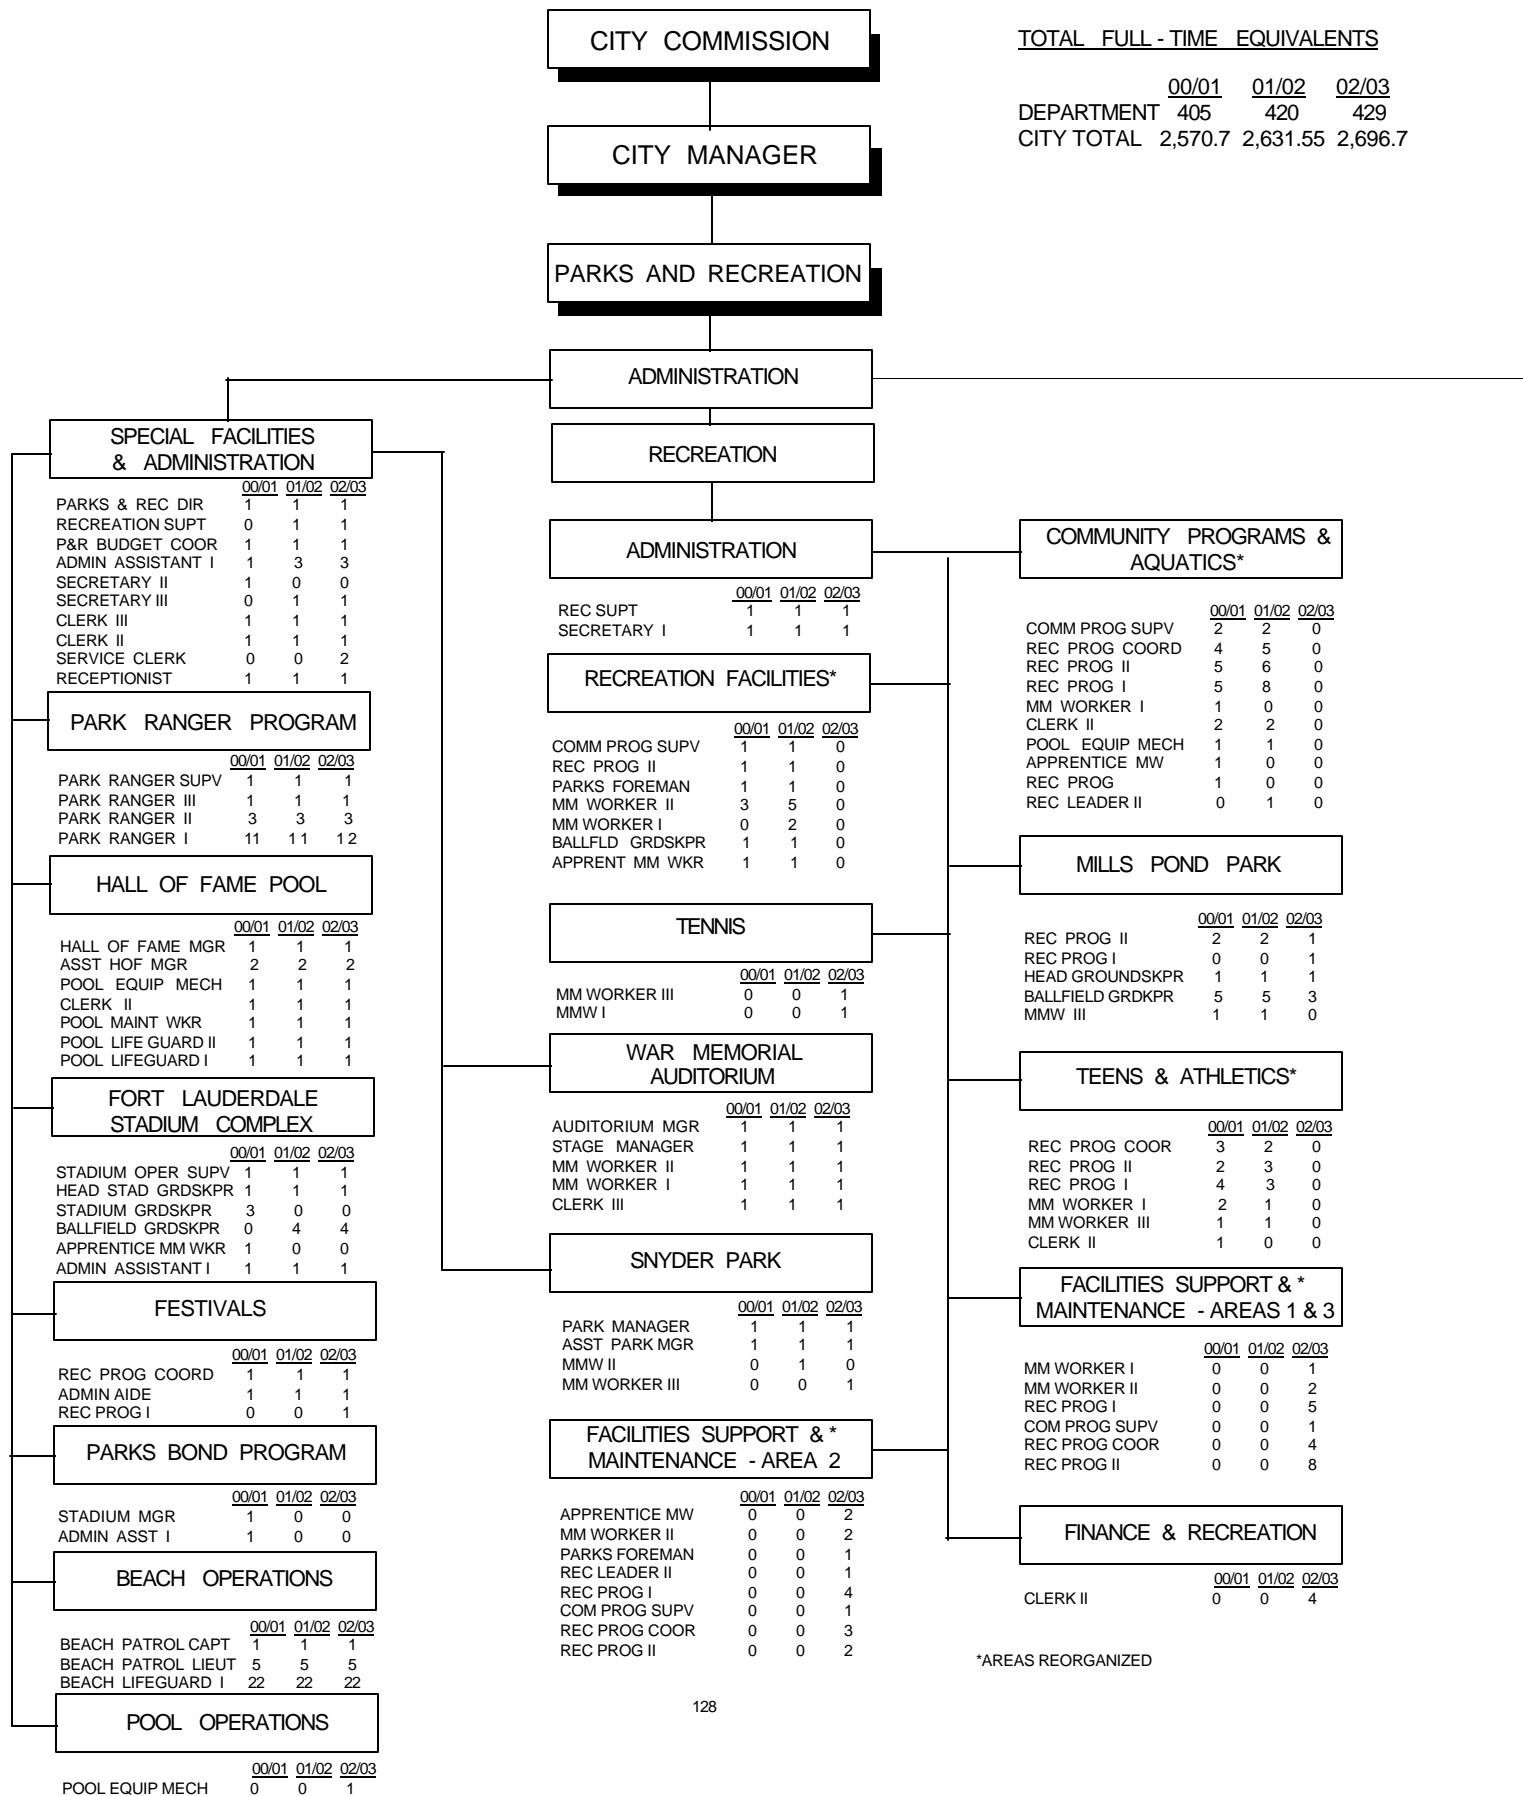 CITY COMMISSION
TOTAL FULL - TIME EQUIVALENTS
00/01 01/02 02/03
DEPARTMENT 405 420 429
CITY TOTAL 2,570.7 2,631.55 2,696.7
CITY MANAGER
PARKS AND RECREATION
ADMINISTRATION
RECREATION
SPECIAL FACILITIES
& ADMINISTRATION
00/01 01/02 02/03
PARKS & REC DIR 1 1 1
RECREATION SUPT 0 1 1
P&R BUDGET COOR 1 1 1
ADMIN ASSISTANT I 1 3 3
SECRETARY II 1 0 0
SECRETARY III 0 1 1
CLERK III 1 1 1
CLERK II 1 1 1
SERVICE CLERK 0 0 2
RECEPTIONIST 1 1 1
PARK RANGER PROGRAM
00/01 01/02 02/03
PARK RANGER SUPV 1 1 1
PARK RANGER III 1 1 1
PARK RANGER II 3 3 3
PARK RANGER I 11 11 12
HALL OF FAME POOL
00/01 01/02 02/03
HALL OF FAME MGR 1 1 1
ASST HOF MGR 2 2 2
POOL EQUIP MECH 1 1 1
CLERK II 1 1 1
POOL MAINT WKR 1 1 1
POOL LIFE GUARD II 1 1 1
POOL LIFEGUARD I 1 1 1
FORT LAUDERDALE
STADIUM COMPLEX
00/01 01/02 02/03
STADIUM OPER SUPV 1 1 1
HEAD STAD GRDSKPR 1 1 1
STADIUM GRDSKPR 3 0 0
BALLFIELD GRDSKPR 0 4 4
APPRENTICE MM WKR 1 0 0
ADMIN ASSISTANT I 1 1 1
FESTIVALS
00/01 01/02 02/03
REC PROG COORD 1 1 1
ADMIN AIDE 1 1 1
REC PROG I 0 0 1
PARKS BOND PROGRAM
00/01 01/02 02/03
STADIUM MGR 1 0 0
ADMIN ASST I 1 0 0
BEACH OPERATIONS
00/01 01/02 02/03
BEACH PATROL CAPT 1 1 1
BEACH PATROL LIEUT 5 5 5
BEACH LIFEGUARD I 22 22 22
POOL OPERATIONS
00/01 01/02 02/03
POOL EQUIP MECH 0 0 1
ADMINISTRATION
00/01 01/02 02/03
REC SUPT 1 1 1
SECRETARY I 1 1 1
RECREATION FACILITIES*
00/01 01/02 02/03
COMM PROG SUPV 1 1 0
REC PROG II 1 1 0
PARKS FOREMAN 1 1 0
MM WORKER II 3 5 0
MM WORKER I 0 2 0
BALLFLD GRDSKPR 1 1 0
APPRENT MM WKR 1 1 0
TENNIS
00/01 01/02 02/03
MM WORKER III 0 0 1
MMW I 0 0 1
WAR MEMORIAL
AUDITORIUM
00/01 01/02 02/03
AUDITORIUM MGR 1 1 1
STAGE MANAGER 1 1 1
MM WORKER II 1 1 1
MM WORKER I 1 1 1
CLERK III 1 1 1
SNYDER PARK
00/01 01/02 02/03
PARK MANAGER 1 1 1
ASST PARK MGR 1 1 1
MMW II 0 1 0
MM WORKER III 0 0 1
FACILITIES SUPPORT & *
MAINTENANCE - AREA 2
00/01 01/02 02/03
APPRENTICE MW 0 0 2
MM WORKER II 0 0 2
PARKS FOREMAN 0 0 1
REC LEADER II 0 0 1
REC PROG I 0 0 4
COM PROG SUPV 0 0 1
REC PROG COOR 0 0 3
REC PROG II 0 0 2
COMMUNITY PROGRAMS &
AQUATICS*
00/01 01/02 02/03
COMM PROG SUPV 2 2 0
REC PROG COORD 4 5 0
REC PROG II 5 6 0
REC PROG I 5 8 0
MM WORKER I 1 0 0
CLERK II 2 2 0
POOL EQUIP MECH 1 1 0
APPRENTICE MW 1 0 0
REC PROG 1 0 0
REC LEADER II 0 1 0
MILLS POND PARK
00/01 01/02 02/03
REC PROG II 2 2 1
REC PROG I 0 0 1
HEAD GROUNDSKPR 1 1 1
BALLFIELD GRDKPR 5 5 3
MMW III 1 1 0
TEENS & ATHLETICS*
00/01 01/02 02/03
REC PROG COOR 3 2 0
REC PROG II 2 3 0
REC PROG I 4 3 0
MM WORKER I 2 1 0
MM WORKER III 1 1 0
CLERK II 1 0 0
FACILITIES SUPPORT & *
MAINTENANCE - AREAS 1 & 3
00/01 01/02 02/03
MM WORKER I 0 0 1
MM WORKER II 0 0 2
REC PROG I 0 0 5
COM PROG SUPV 0 0 1
REC PROG COOR 0 0 4
REC PROG II 0 0 8
FINANCE & RECREATION
00/01 01/02 02/03
CLERK II 0 0 4
*AREAS REORGANIZED
128